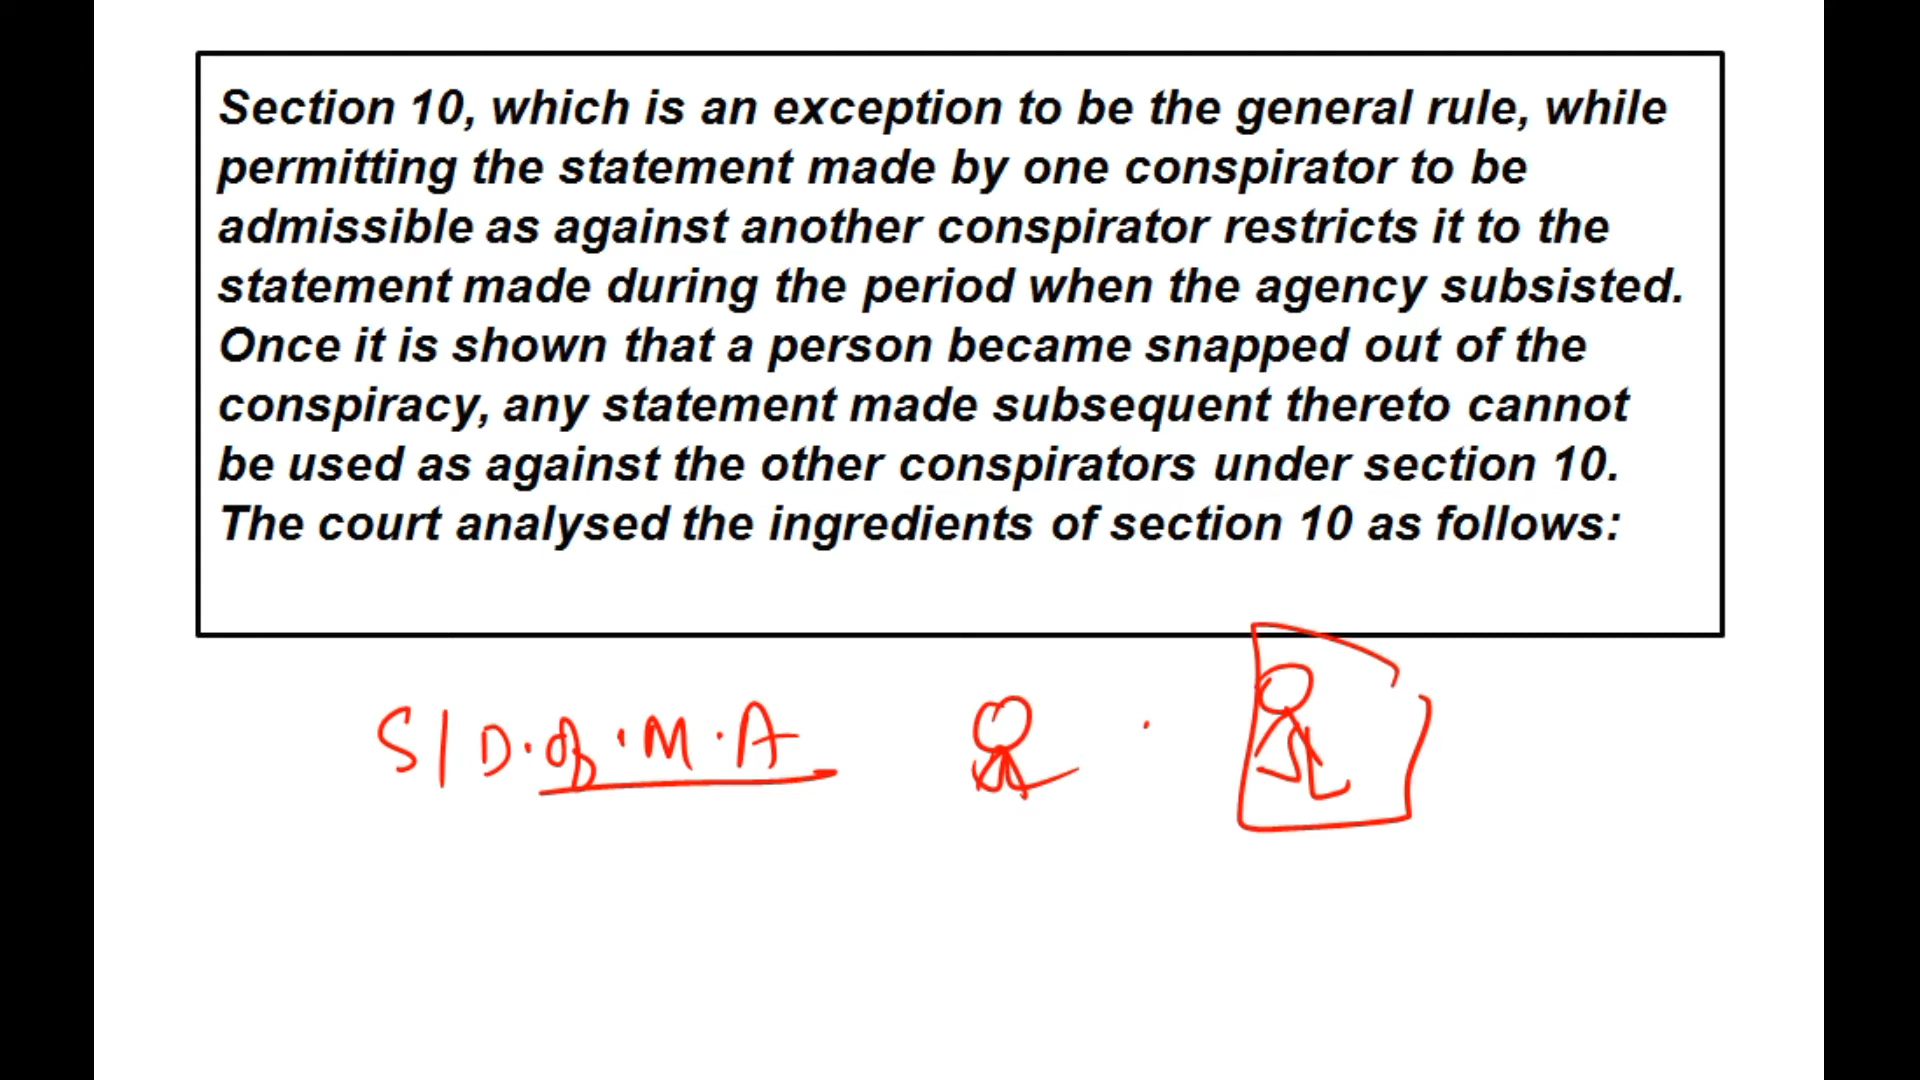 Section 10, which is an exception to be the general rule, while
permitting the statement made by one conspirator to be
admissible as against another conspirator restricts it to the
statement made during the period when the agency subsisted.
Once it is shown that a person became snapped out of the
conspiracy, any statement made subsequent thereto cannot
be used as against the other conspirators under section 10.
The court analysed the ingredients of section 10 as follows:
S/D.of.M.A